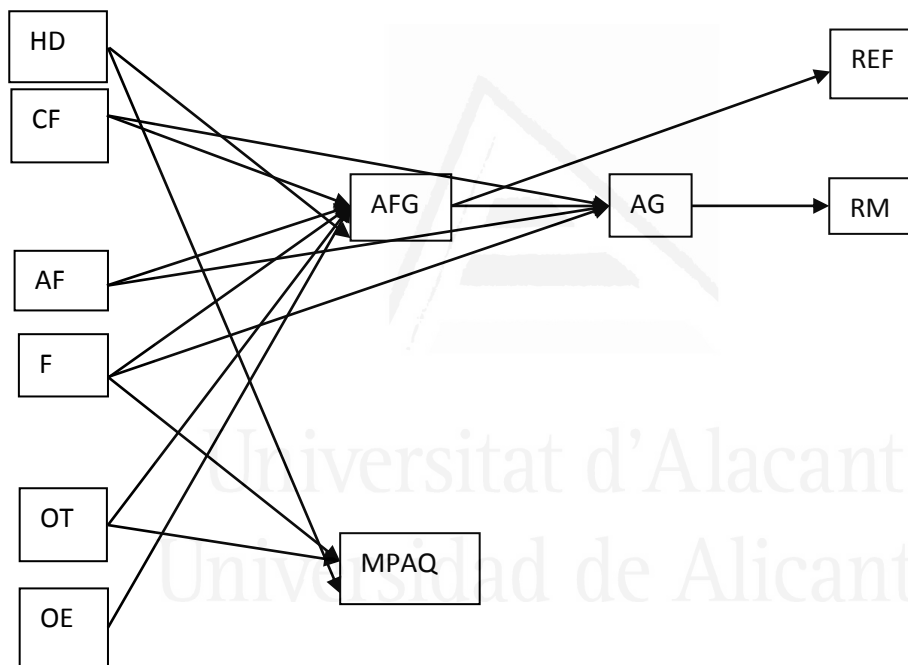 HD
REF
CF
AFG
AG
RM
AF
F
Universitat d'Alacant
OT
MPAQ
Universidad de Alicante
OE